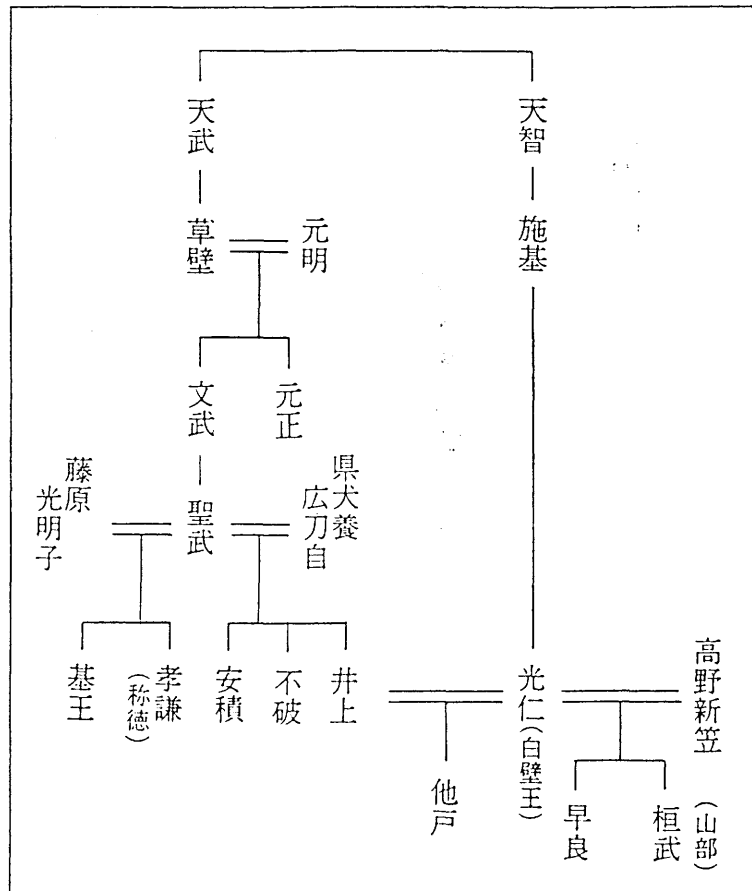 天智
天武
施基
元明
草壁
元正
文武
県犬養
広刀自
聖武
藤原
光明子
高野新笠
光仁(白壁王)
井上
不破
安積
孝謙
(称徳)
基王
(山部)
桓武
早良
他戸